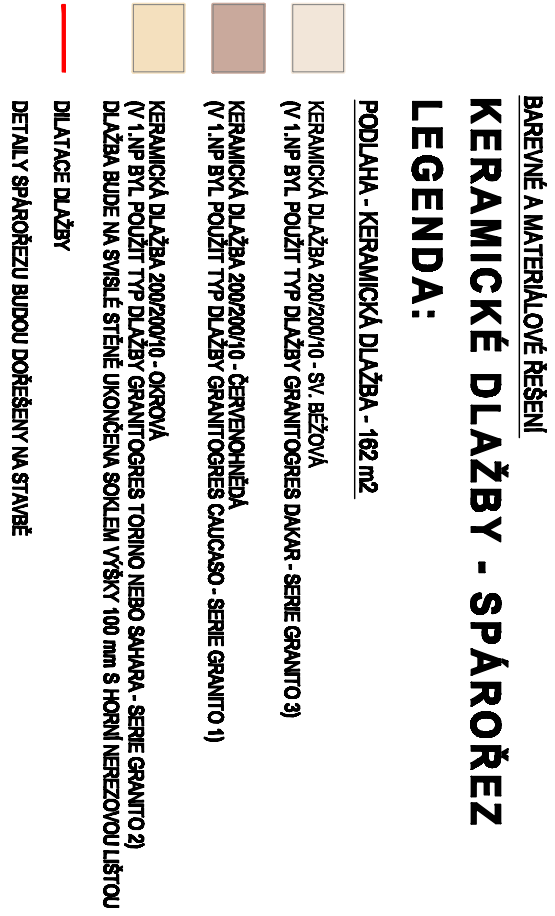 BAREVNÉ A MATERIÁLOVÉ ŘEŠENÍ
KERAMICKÉ DLAŽBY - SPÁROŘEZ
LEGENDA:
PODLAHA - KERAMICKÁ DLAŽBA - 162 m2
KERAMICKÁ DLAŽBA 200/200/10 - SV. BÉŽOVÁ
(V 1.NP BYL POUŽIT TYP DLAŽBY GRANITOGRES DAKAR - SERIE GRANITO 3)
KERAMICKÁ DLAŽBA 200/200/10 - ČERVENOHNĚDÁ
(V 1.NP BYL POUŽIT TYP DLAŽBY GRANITOGRES CAUCASO - SERIE GRANITO 1)
KERAMICKÁ DLAŽBA 200/200/10 - OKROVÁ
(V 1.NP BYL POUŽIT TYP DLAŽBY GRANITOGRES TORINO NEBO SAHARA - SERIE GRANITO 2)
DLAŽBA BUDE NA SVISLÉ STĚNĚ UKONČENA SOKLEM VÝŠKY 100 mm S HORNÍ NEREZOVOU LIŠTOU
DILATACE DLAŽBY
DETAILY SPÁROŘEZU BUDOU DOŘEŠENY NA STAVBĚ